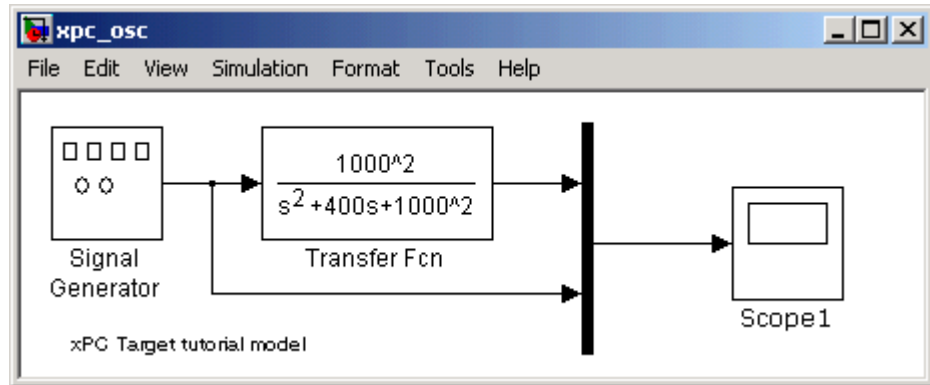 xpc_osc
File Edit View Simulation Format Tools Help
1000^2
s2+400s+1000^2
Signal
Generator
Transfer Fcn
Scope1
xPC Target tutorial model